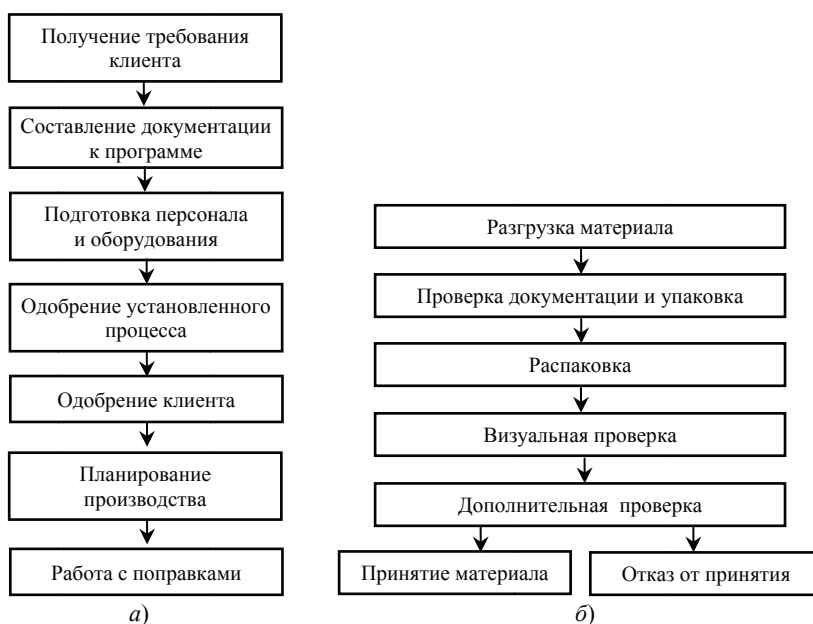 Получение требования
клиента
Составление документации
к программе
Подготовка персонала
и оборудования
Одобрение установленного
процесса
Одобрение клиента
Планирование
производства
Работа с поправками
а)
Разгрузка материала
Проверка документации и упаковка
Распаковка
Визуальная проверка
Дополнительная проверка
Принятие материала
Отказ от принятия
б)